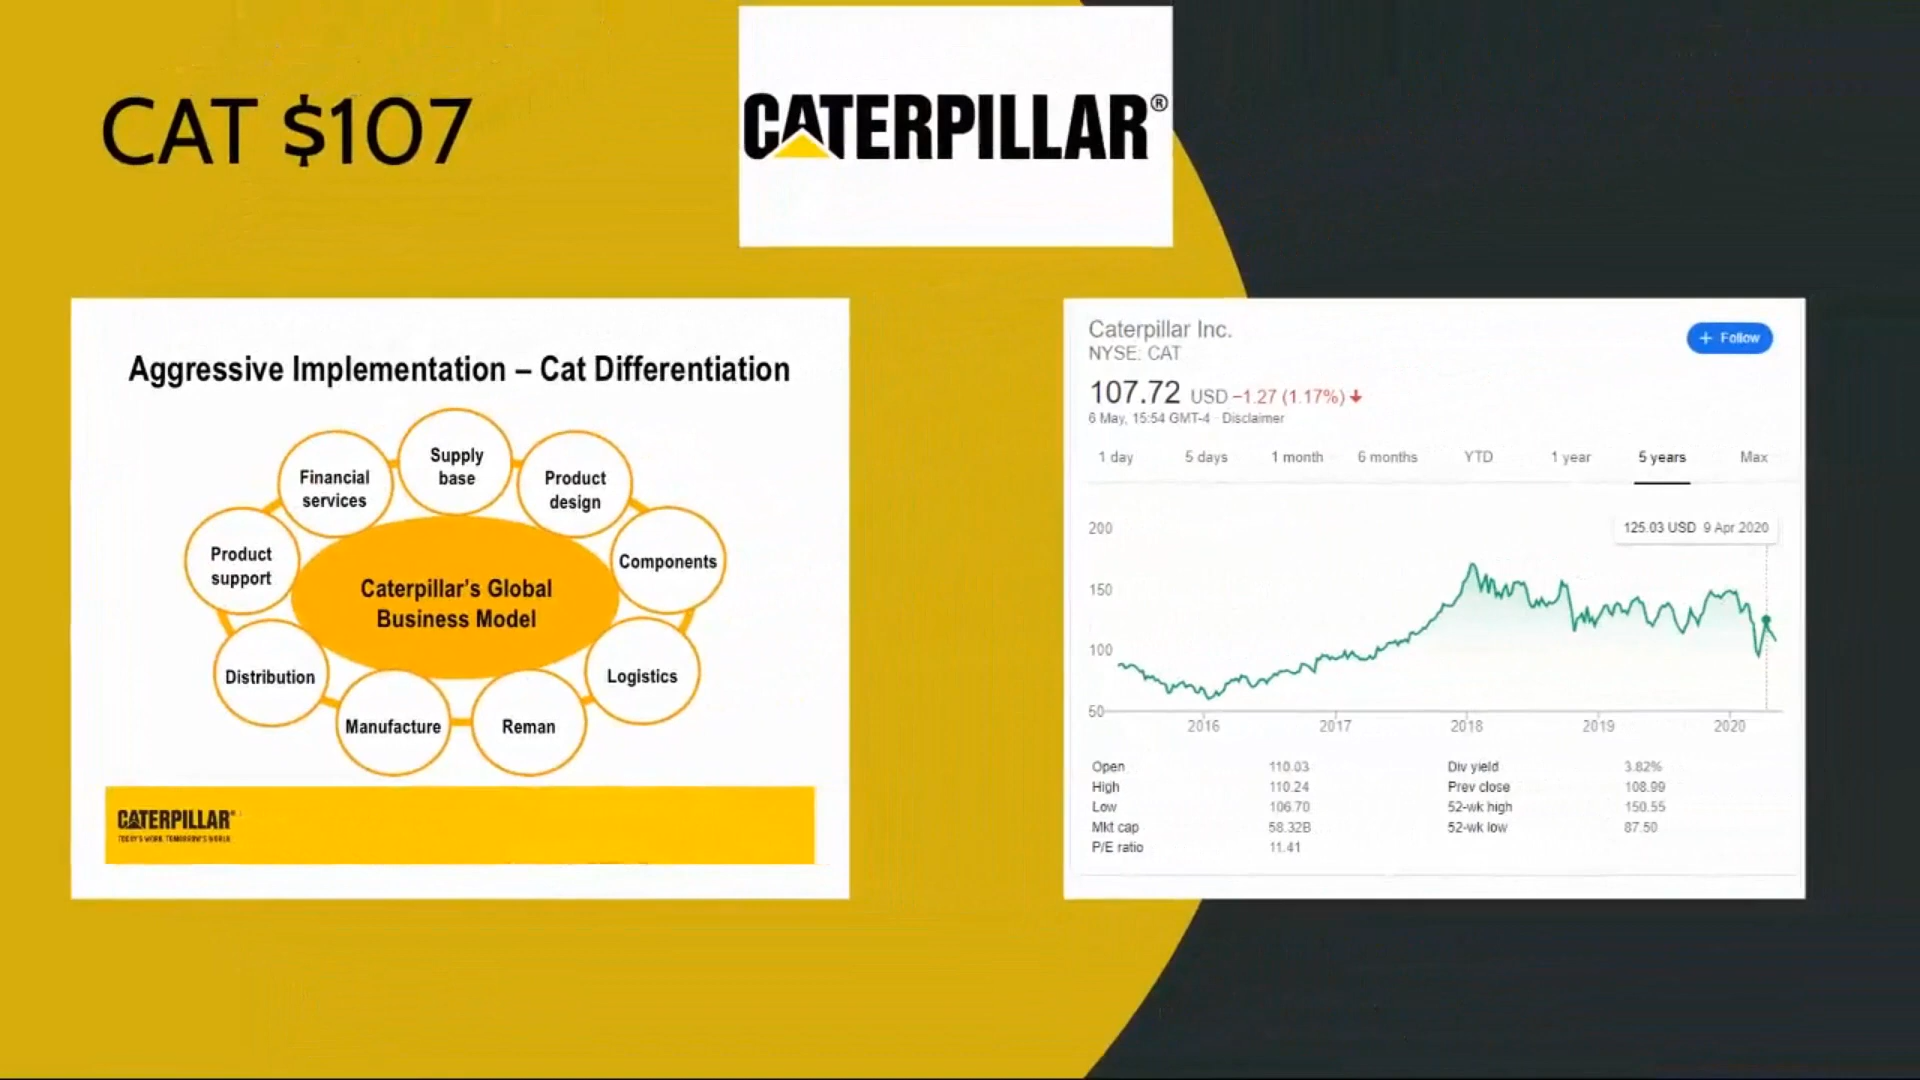 CAT $107
CATERPILLAR®
Aggressive Implementation – Cat Differentiation
Supply
base
Financial
services
Product
design
Product
support
Components
Caterpillar's Global
Business Model
Distribution
Logistics
Manufacture
Reman
CATERPILLAR®
TODAY'S WORK. TOMORROW'S WORLD.
Caterpillar Inc.
NYSE: CAT
+ Follow
107.72 USD −1.27 (1.17%)
6 May, 15:54 GMT-4 · Disclaimer
1 day 5 days 1 month 6 months YTD 1 year 5 years Max
125.03 USD 9 Apr 2020
200
150
100
50
2016 2017 2018 2019 2020
Open 110.03 Div yield 3.82%
High 110.24 Prev close 108.99
Low 106.70 52-wk high 150.55
Mkt cap 58.32B 52-wk low 87.50
P/E ratio 11.41